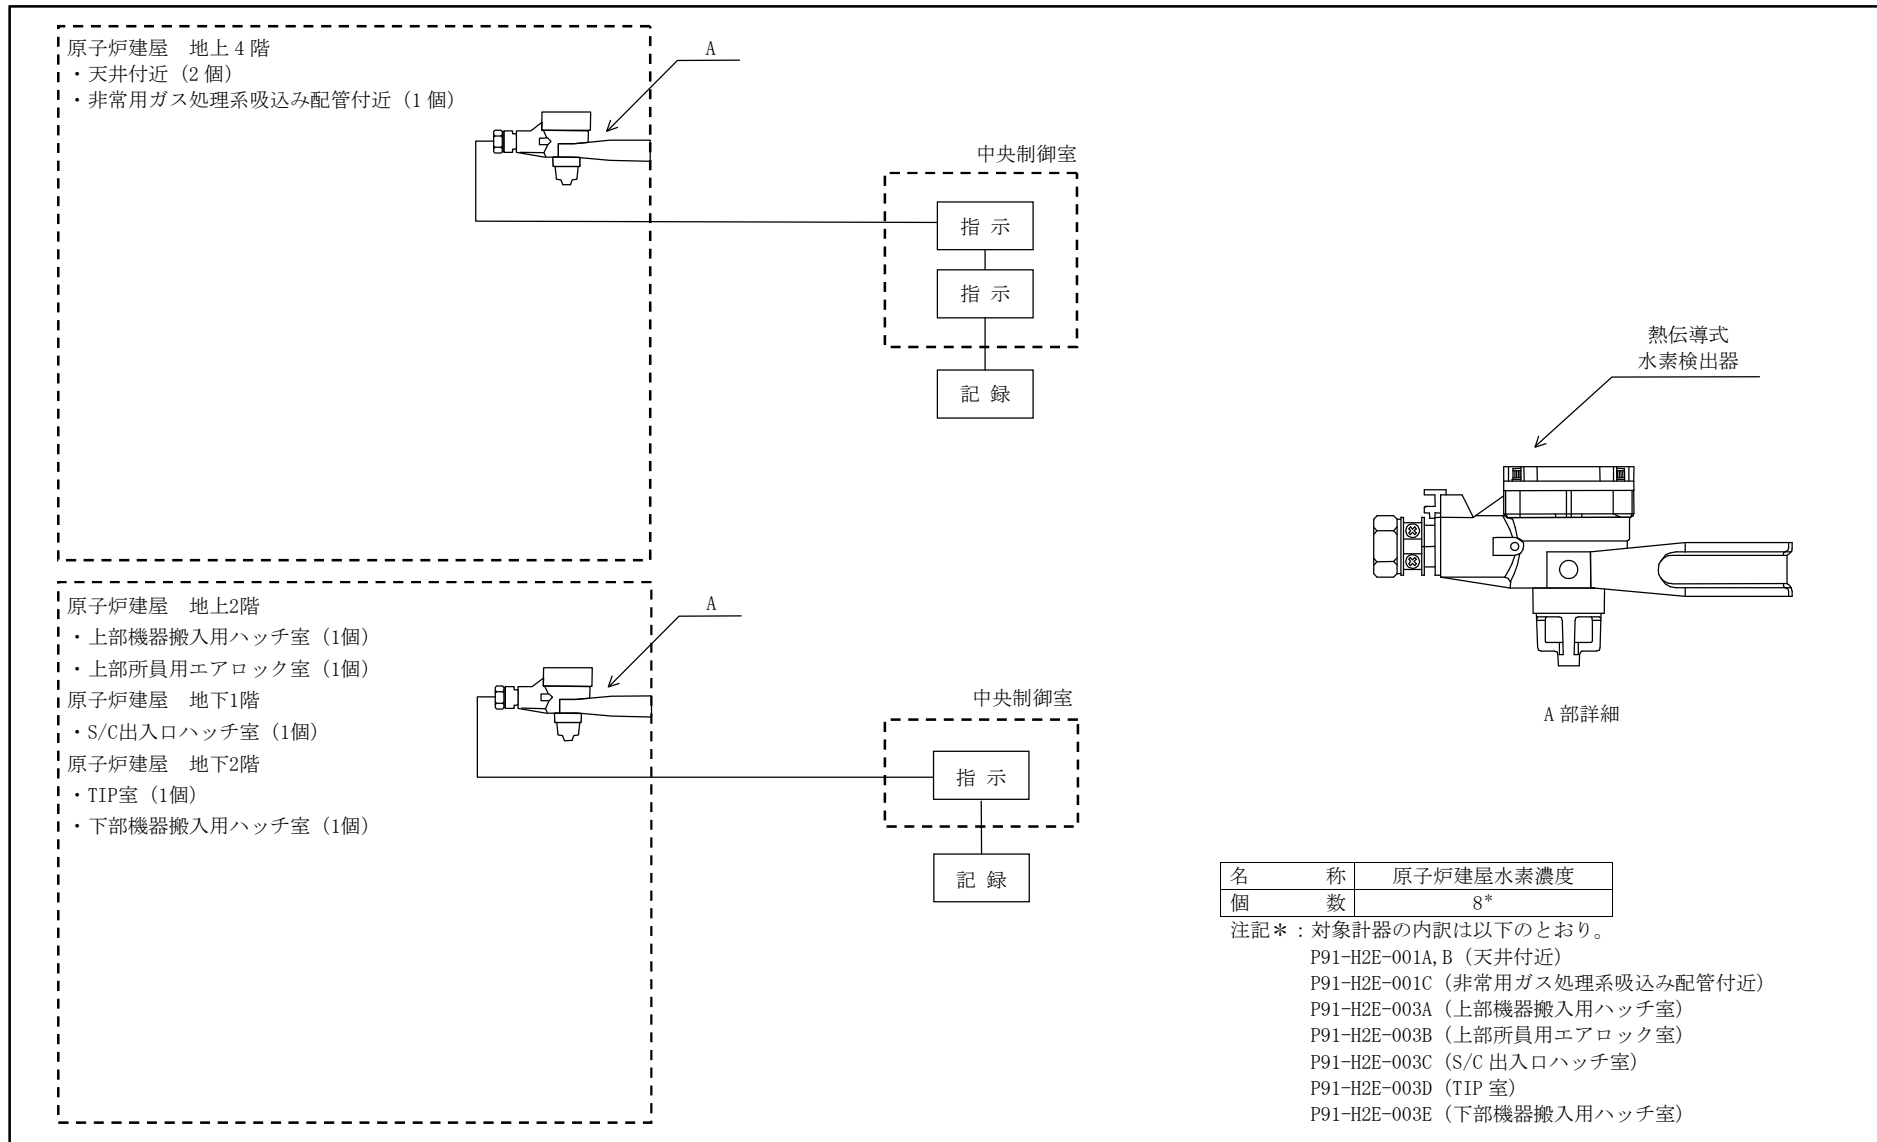 原子炉建屋　地上4階
・天井付近（2個）
・非常用ガス処理系吸込み配管付近（1個）
A
中央制御室
指 示
指 示
記 録
原子炉建屋　地上2階
・上部機器搬入用ハッチ室（1個）
・上部所員用エアロック室（1個）
原子炉建屋　地下1階
・S/C出入口ハッチ室（1個）
原子炉建屋　地下2階
・TIP室（1個）
・下部機器搬入用ハッチ室（1個）
A
中央制御室
指 示
記 録
熱伝導式
水素検出器
A 部詳細
名　称　原子炉建屋水素濃度
個　数　8*
注記＊：対象計器の内訳は以下のとおり。
P91-H2E-001A,B（天井付近）
P91-H2E-001C（非常用ガス処理系吸込み配管付近）
P91-H2E-003A（上部機器搬入用ハッチ室）
P91-H2E-003B（上部所員用エアロック室）
P91-H2E-003C（S/C 出入口ハッチ室）
P91-H2E-003D（TIP 室）
P91-H2E-003E（下部機器搬入用ハッチ室）